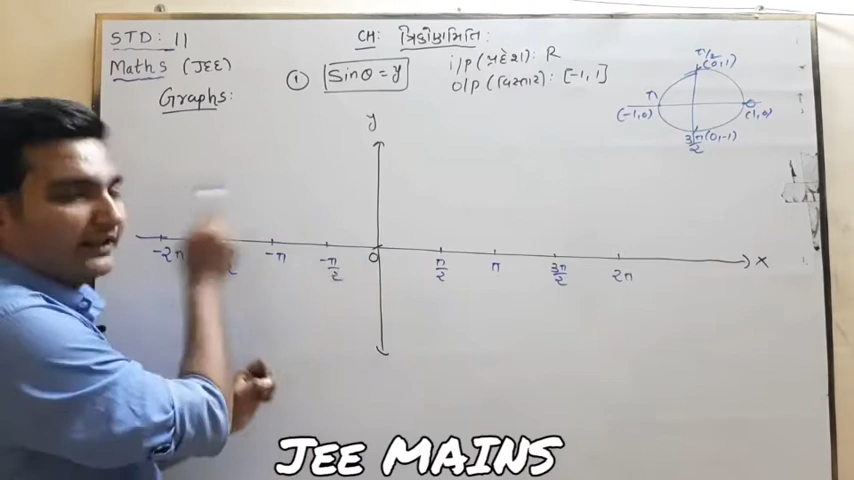 STD: 11
CH: ત્રિકોણમિતિ:
Maths (JEE)
Graphs:
① Sinθ = y
i/p (પ્રદેશ): R
o/p (વિસ્તાર): [-1, 1]
π/2 (0,1)
π (-1,0)
(1,0)
3π/2 (0,-1)
y
-2π -π -π/2 0 π/2 π 3π/2 2π x
JEE MAINS